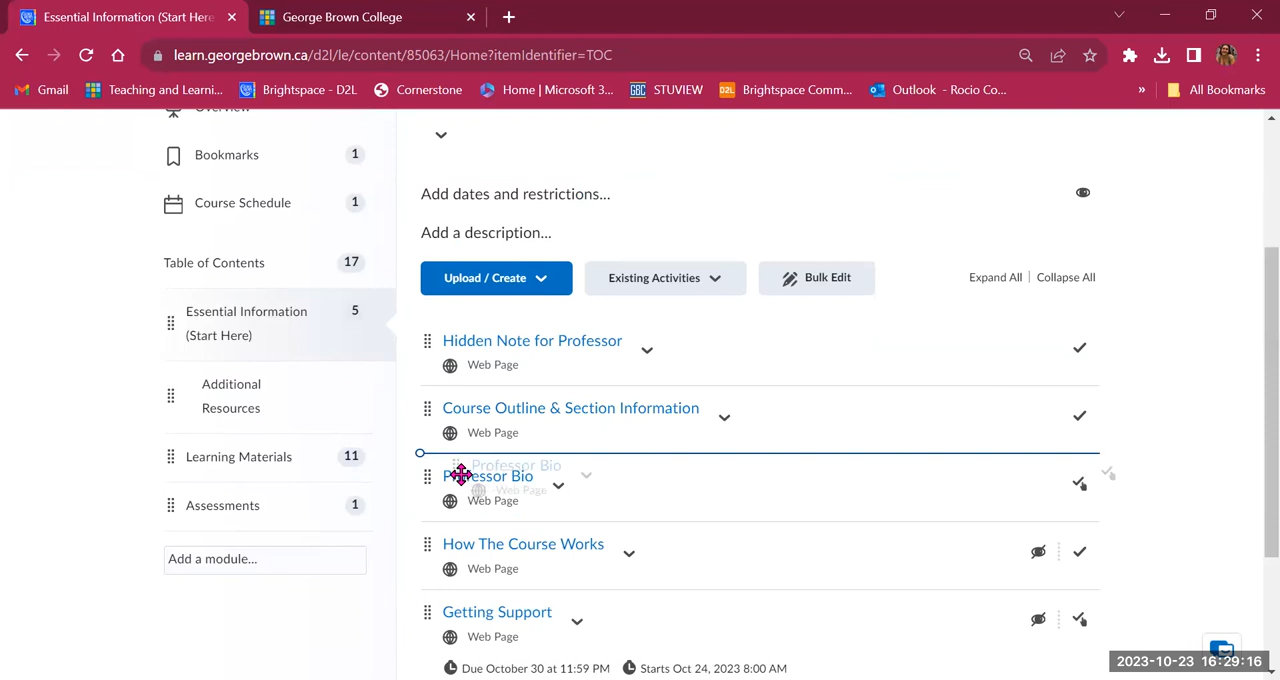 Essential Information (Start Here
George Brown College
learn.georgebrown.ca/d2l/le/content/85063/Home?itemIdentifier=TOC
Gmail
Teaching and Learni...
Brightspace - D2L
Cornerstone
Home | Microsoft 3...
STUVIEW
Brightspace Comm...
Outlook - Rocio Co...
»
All Bookmarks
Overview
Bookmarks 1
Course Schedule 1
Table of Contents 17
Essential Information 5
(Start Here)
Additional
Resources
Learning Materials 11
Assessments 1
Add a module...
Add dates and restrictions...
Add a description...
Upload / Create
Existing Activities
Bulk Edit
Expand All | Collapse All
Hidden Note for Professor
Web Page
Course Outline & Section Information
Web Page
Professor Bio
Web Page
Professor Bio
Web Page
How The Course Works
Web Page
Getting Support
Web Page
Due October 30 at 11:59 PM Starts Oct 24, 2023 8:00 AM
2023-10-23 16:29:16